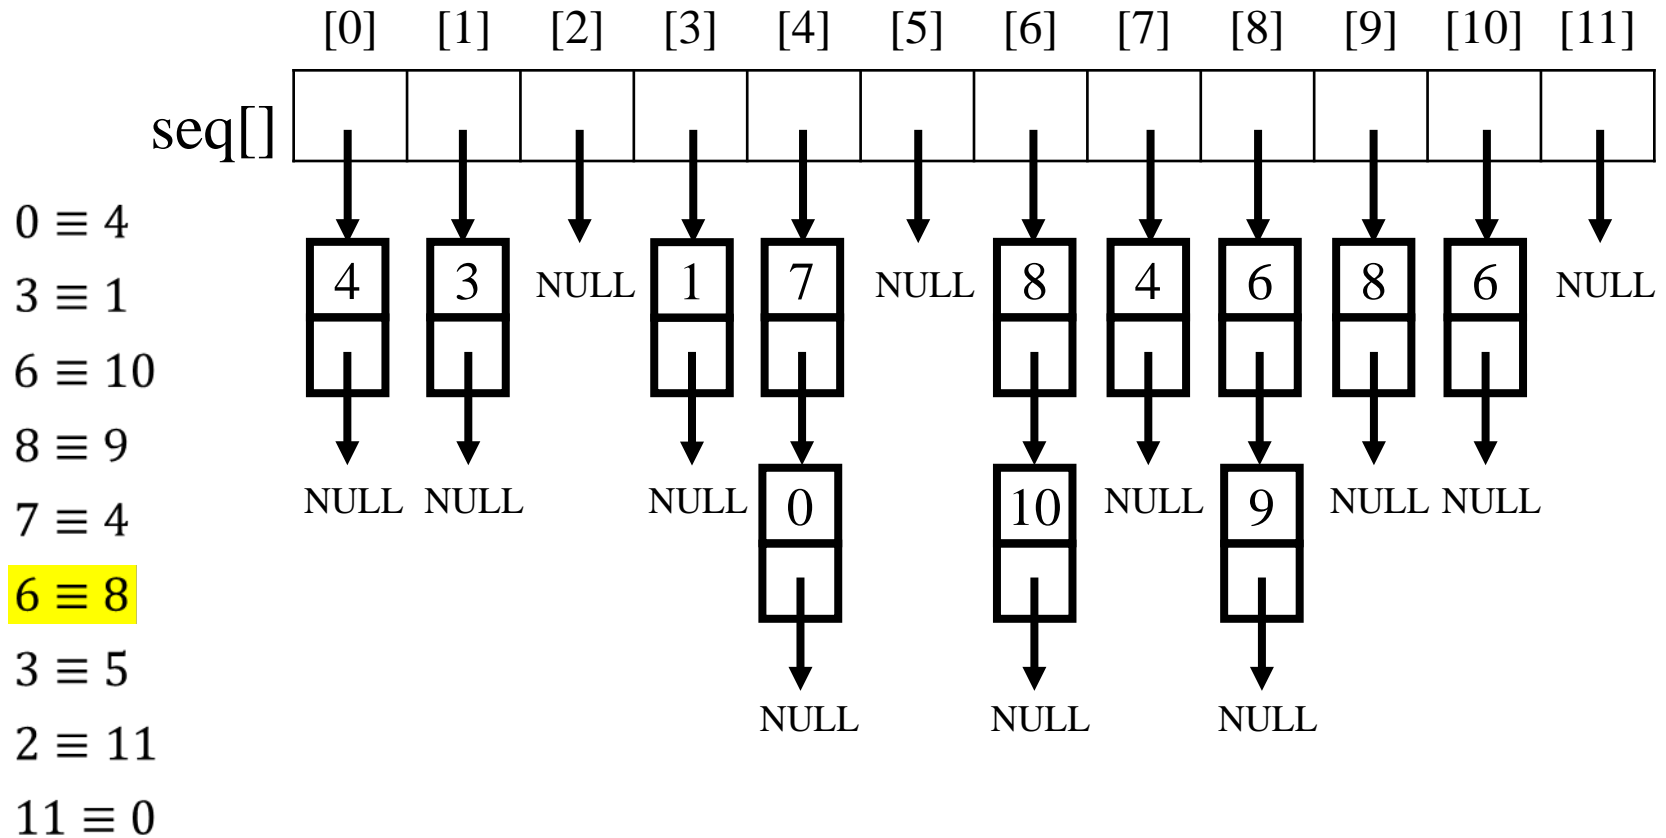 [0] [1] [2] [3] [4] [5] [6] [7] [8] [9] [10] [11]
seq[]
0 ≡ 4
3 ≡ 1
6 ≡ 10
8 ≡ 9
7 ≡ 4
6 ≡ 8
3 ≡ 5
2 ≡ 11
11 ≡ 0
4 3 NULL 1 7 NULL 8 4 6 8 6 NULL
NULL NULL NULL 0 10 NULL 9 NULL NULL
NULL NULL NULL